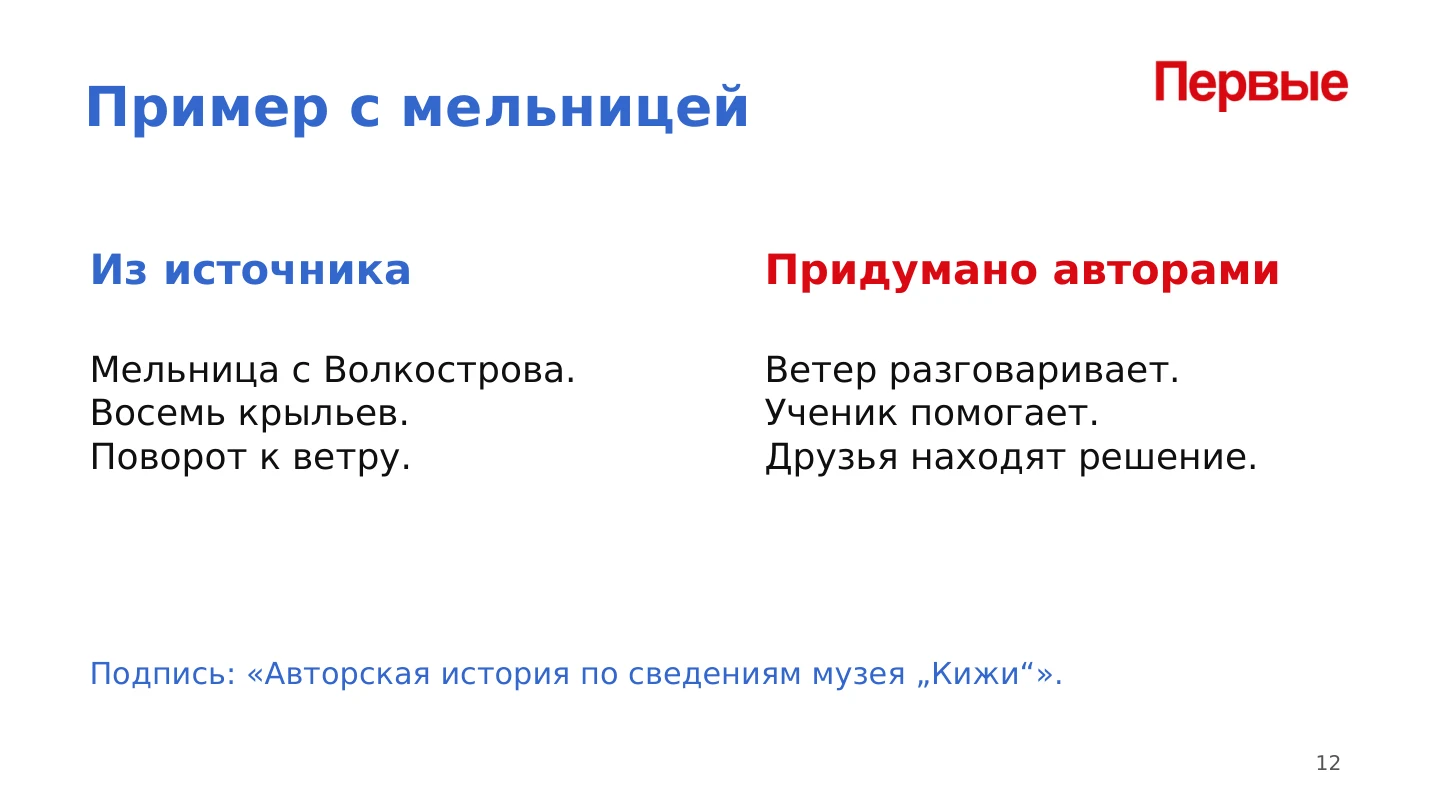 Первые
Пример с мельницей
Из источника
Мельница с Волкострова.
Восемь крыльев.
Поворот к ветру.
Придумано авторами
Ветер разговаривает.
Ученик помогает.
Друзья находят решение.
Подпись: «Авторская история по сведениям музея „Кижи“».
12